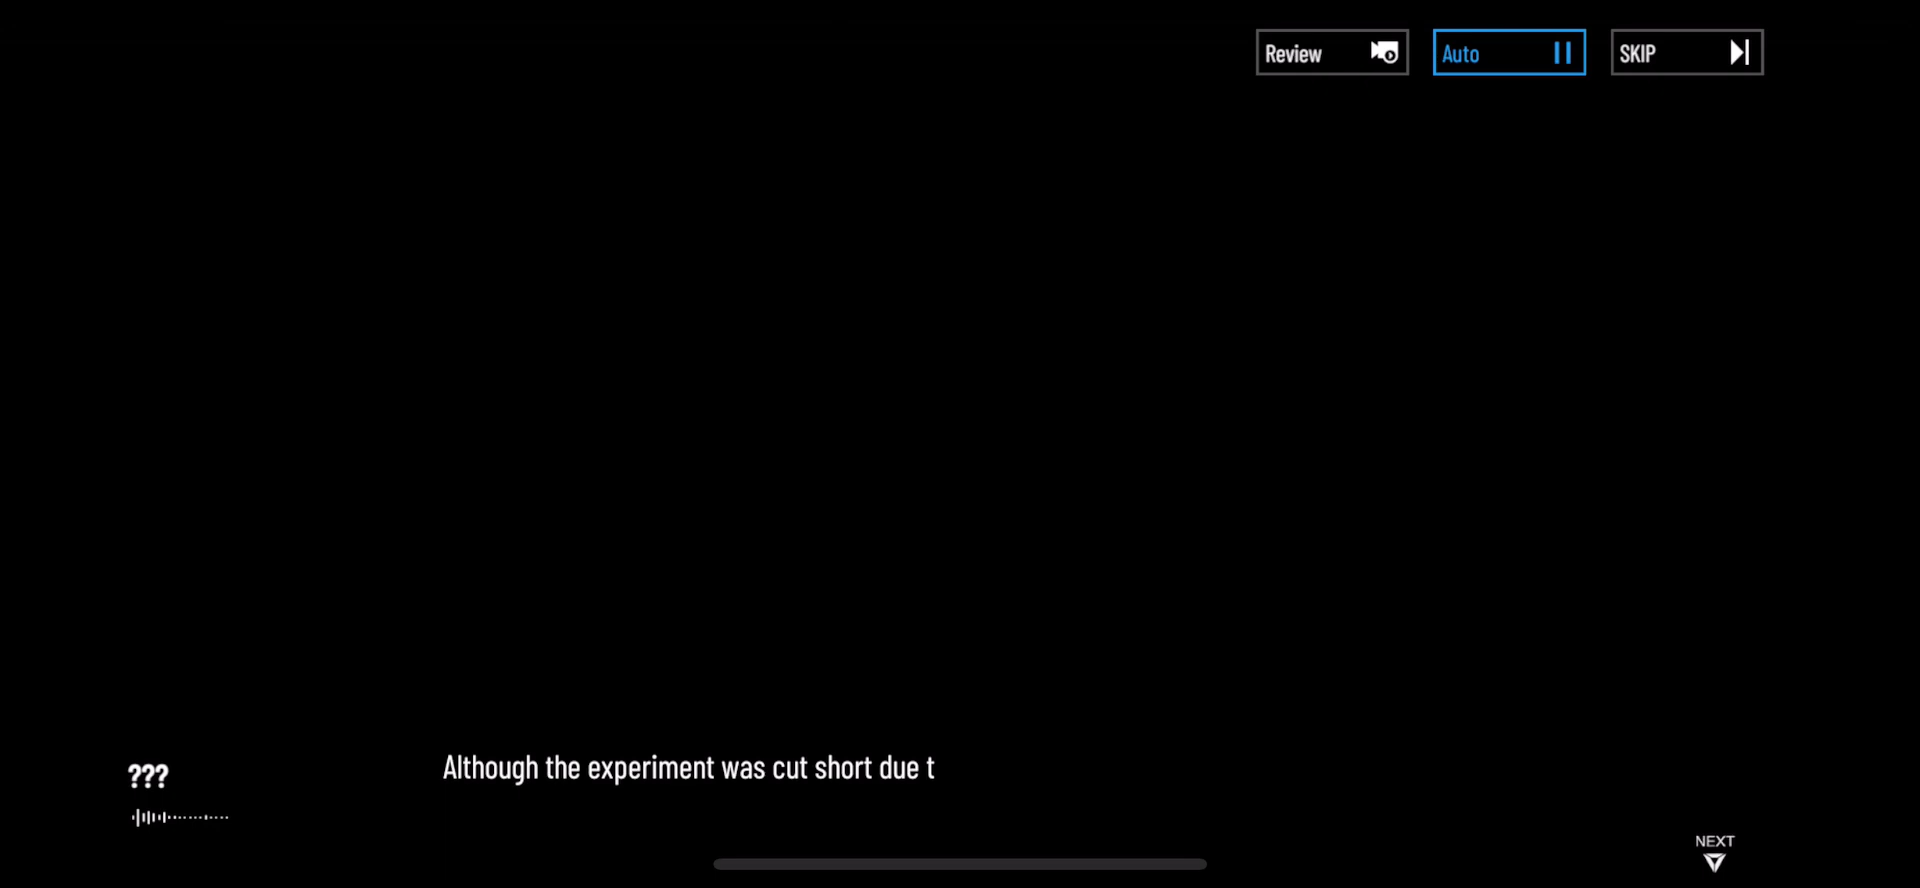 Review
Auto
SKIP
???
Although the experiment was cut short due t
NEXT